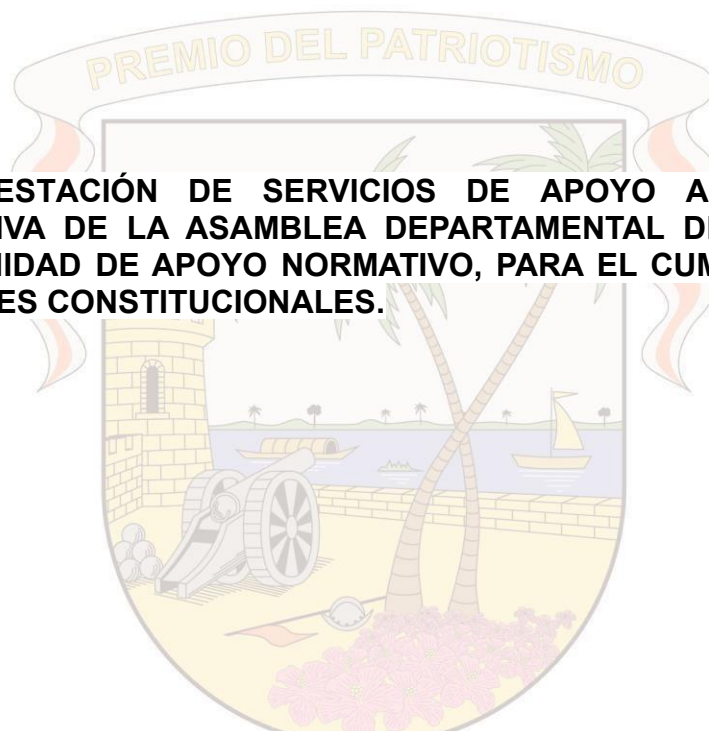 PREMIO DEL PATRIOTISMO
ESTACIÓN DE SERVICIOS DE APOYO A
IVA DE LA ASAMBLEA DEPARTAMENTAL D
IDAD DE APOYO NORMATIVO, PARA EL CUM
ES CONSTITUCIONALES.